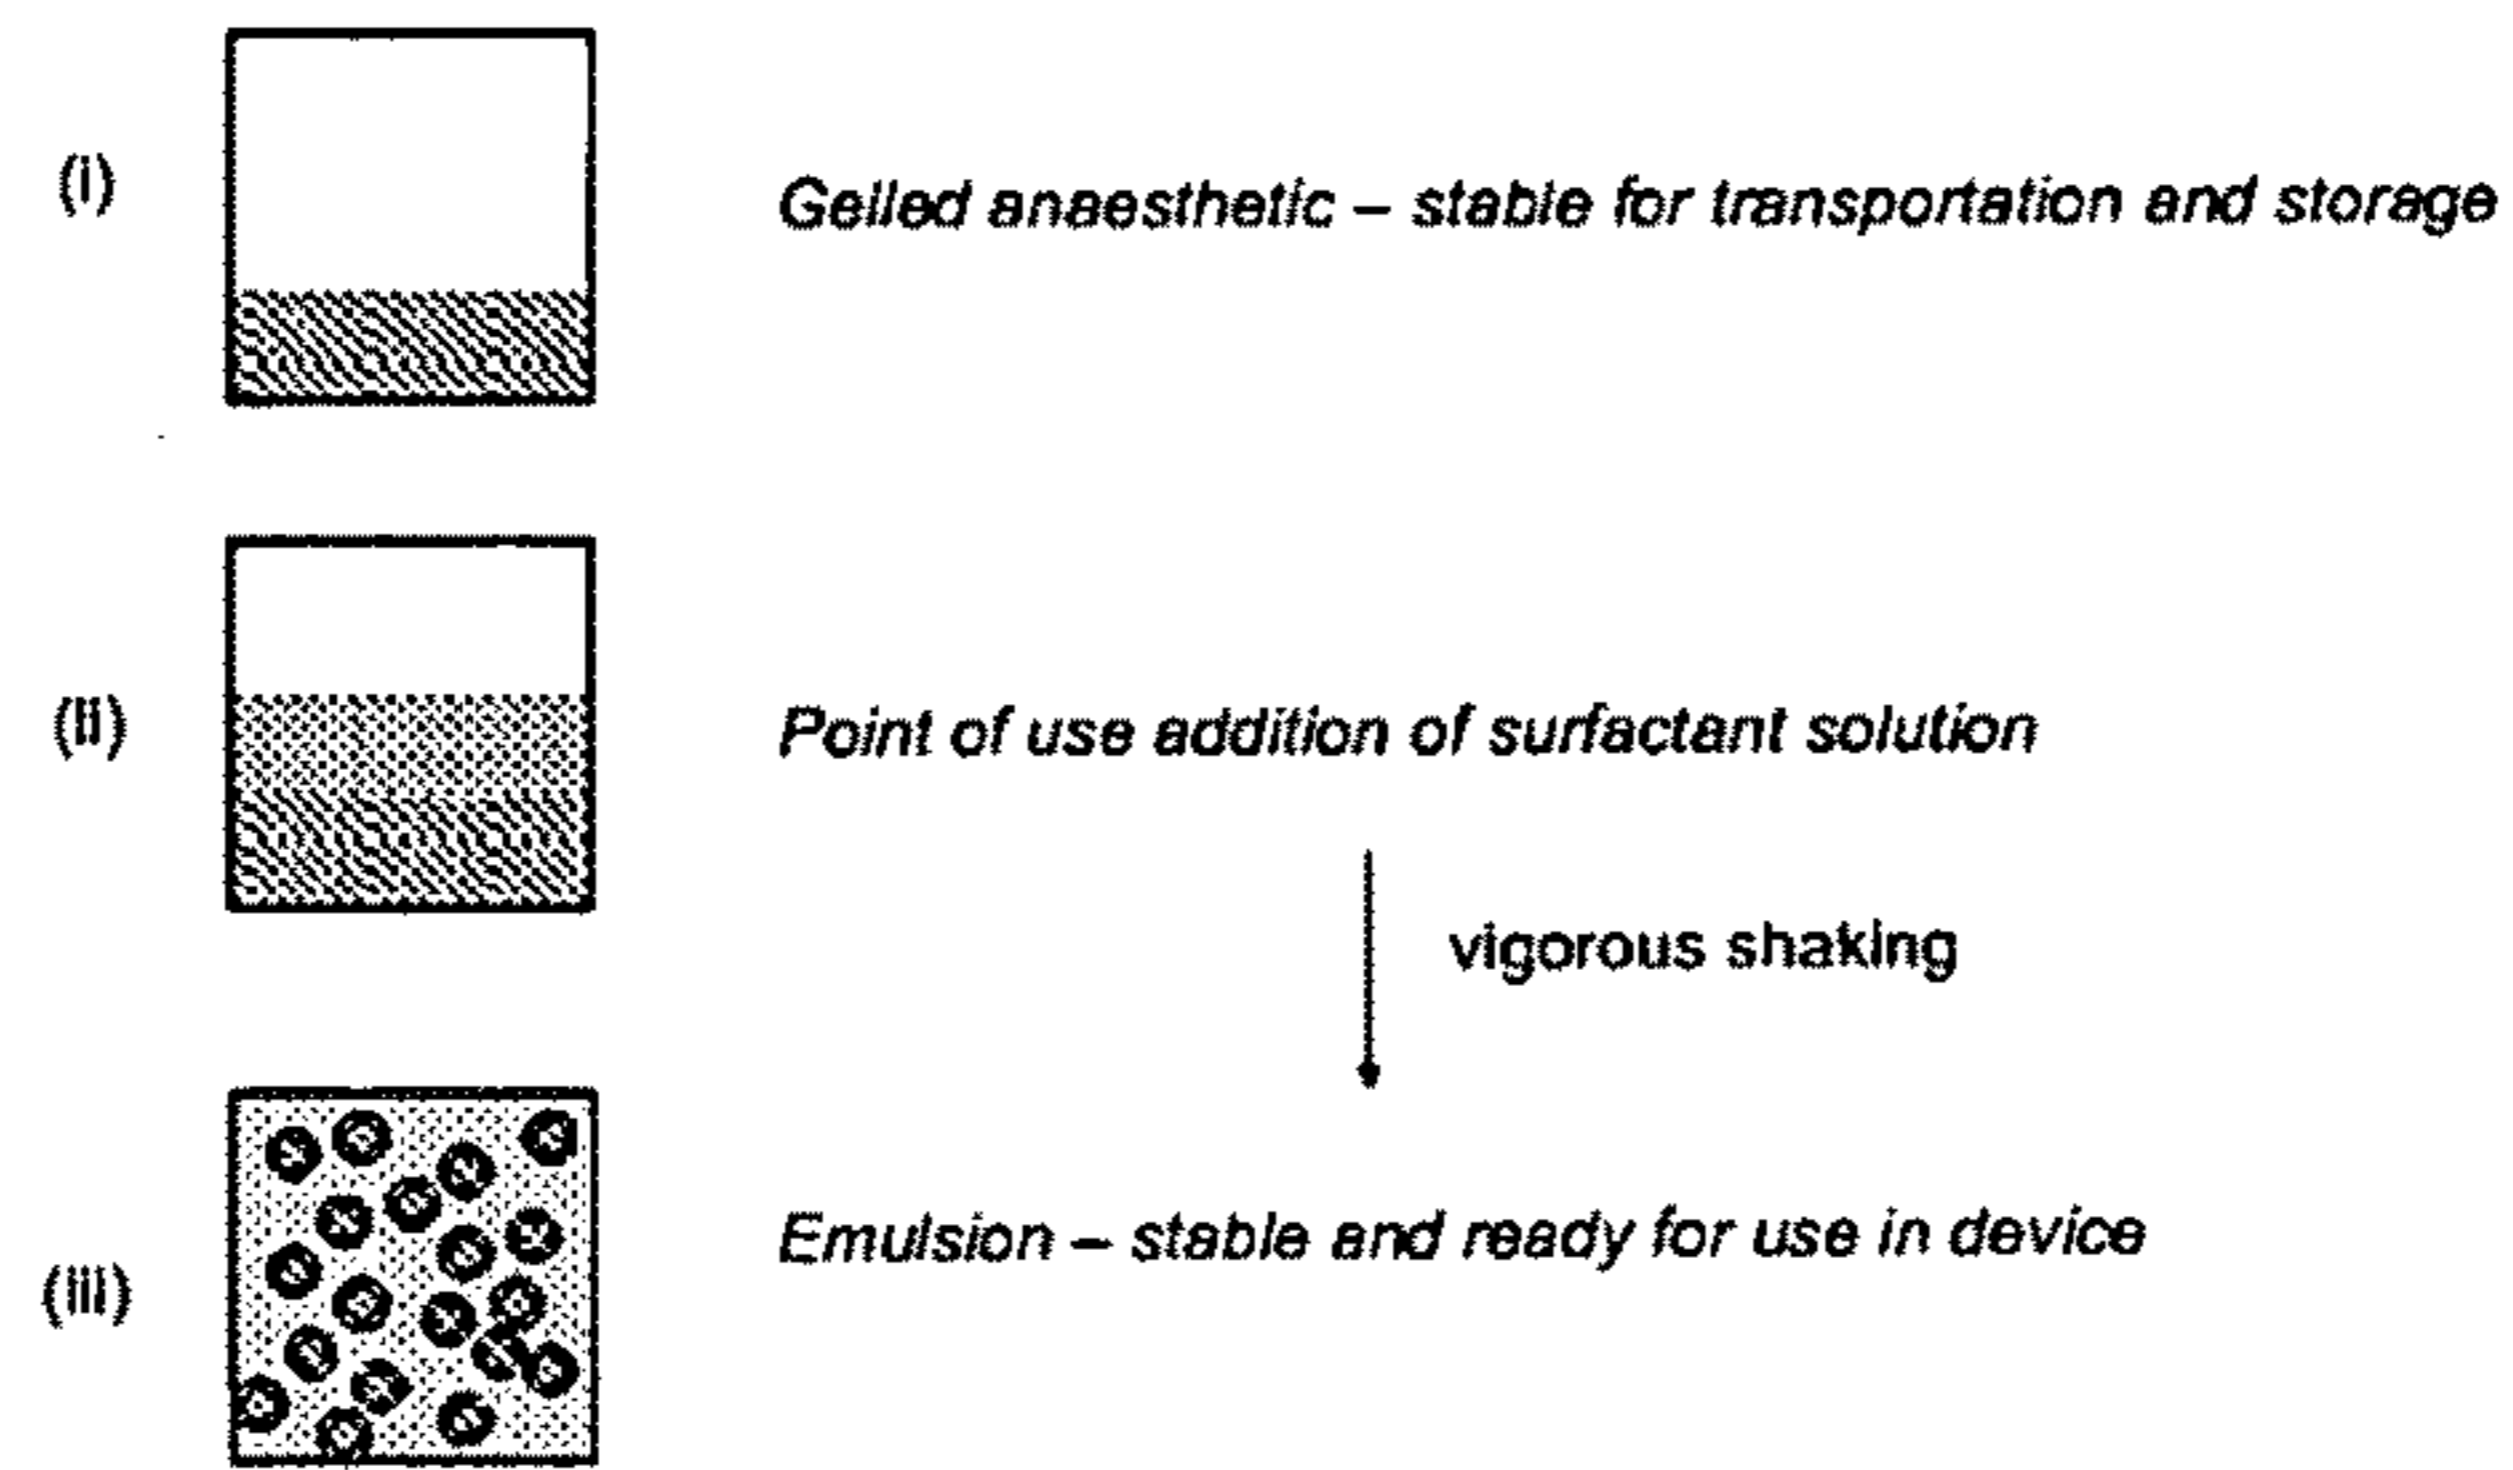 (i)
Gelled anaesthetic – stable for transportation and storage
(ii)
Point of use addition of surfactant solution
vigorous shaking
(iii)
Emulsion – stable and ready for use in device